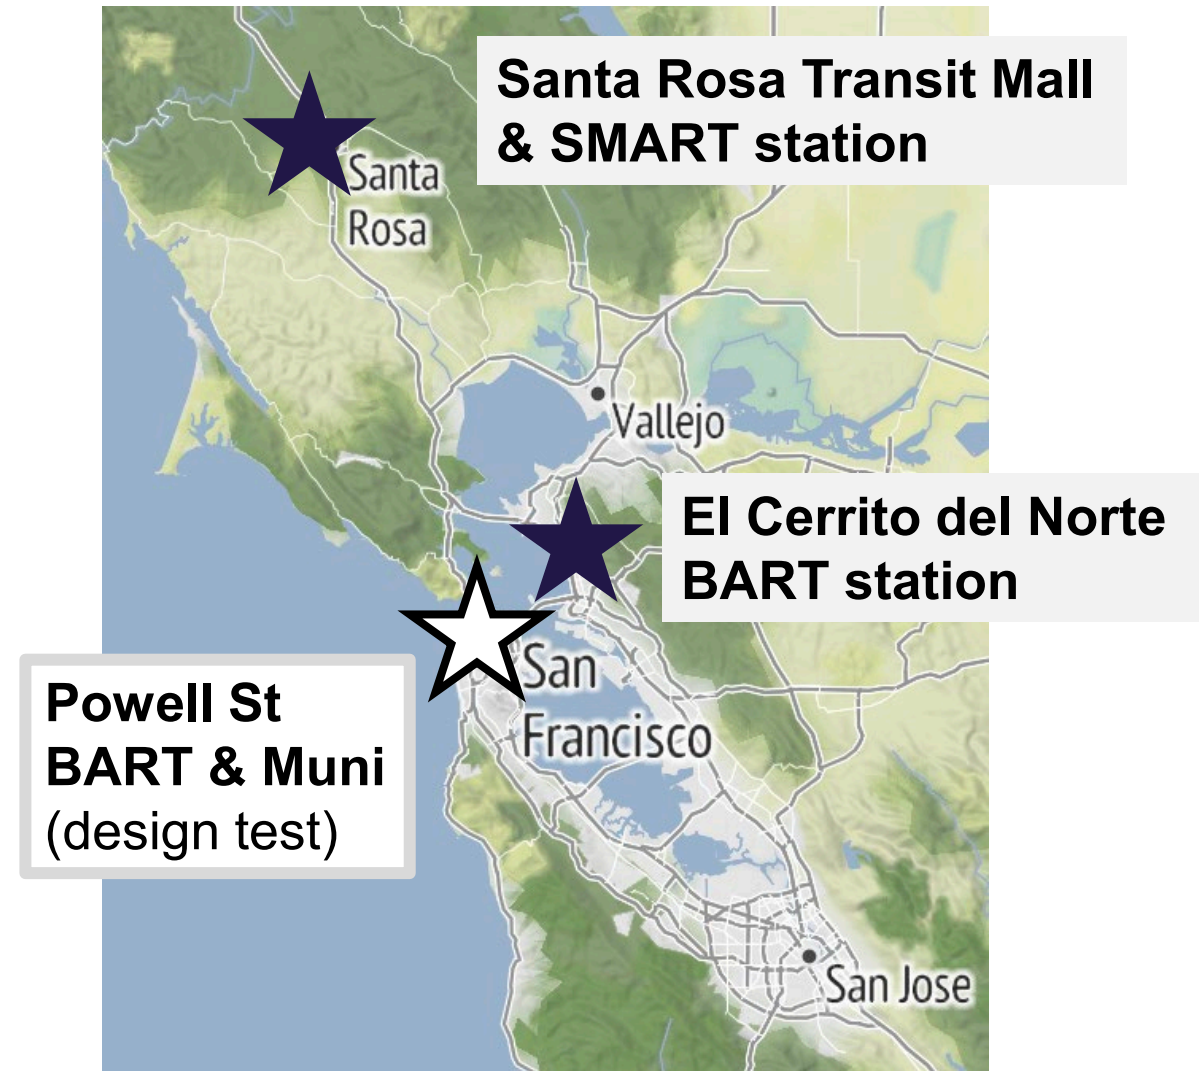 Santa Rosa Transit Mall
& SMART station
Santa
Rosa
Vallejo
El Cerrito del Norte
BART station
San
Francisco
Powell St
BART & Muni
(design test)
San Jose